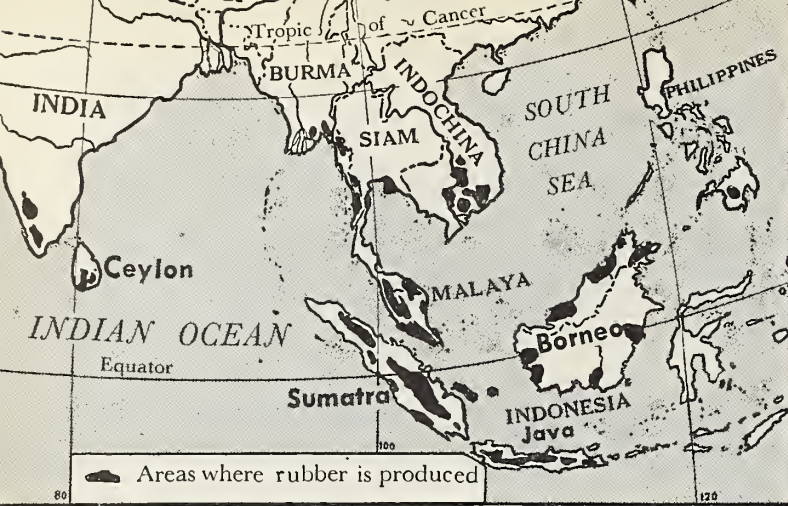 Tropic of Cancer
BURMA
INDOCHINA
PHILIPPINES
INDIA
SOUTH
CHINA
SEA
SIAM
Ceylon
MALAYA
INDIAN OCEAN
Borneo
Equator
Sumatra
INDONESIA
Java
100
Areas where rubber is produced
80
120